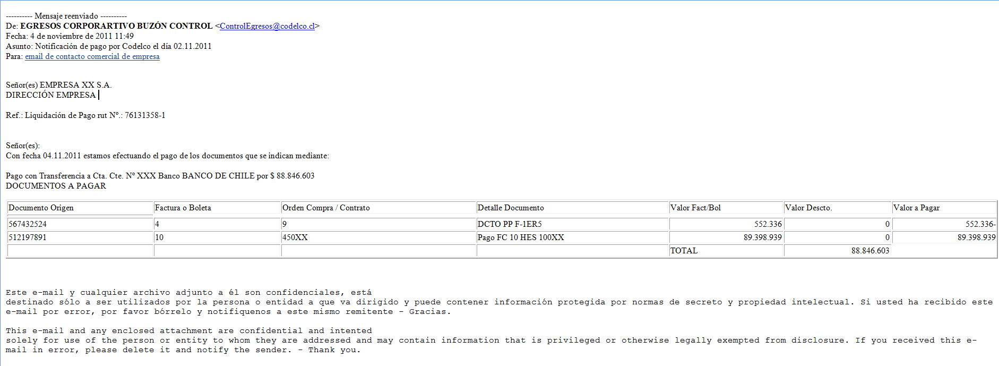 ---------- Mensaje reenviado ----------
De: EGRESOS CORPORARTIVO BUZÓN CONTROL <ControlEgresos@codelco.cl>
Fecha: 4 de noviembre de 2011 11:49
Asunto: Notificación de pago por Codelco el día 02.11.2011
Para: email de contacto comercial de empresa
Señor(es) EMPRESA XX S.A.
DIRECCIÓN EMPRESA
Ref.: Liquidación de Pago rut Nº.: 76131358-1
Señor(es):
Con fecha 04.11.2011 estamos efectuando el pago de los documentos que se indican mediante:
Pago con Transferencia a Cta. Cte. Nº XXX Banco BANCO DE CHILE por $ 88.846.603
DOCUMENTOS A PAGAR
Documento Origen Factura o Boleta Orden Compra / Contrato Detalle Documento Valor Fact/Bol Valor Descto. Valor a Pagar
567432524 4 9 DCTO PP F-1ER5 552.336 0 552.336-
512197891 10 450XX Pago FC 10 HES 100XX 89.398.939 0 89.398.939
TOTAL 88.846.603
Este e-mail y cualquier archivo adjunto a él son confidenciales, está
destinado sólo a ser utilizados por la persona o entidad a que va dirigido y puede contener información protegida por normas de secreto y propiedad intelectual. Si usted ha recibido este
e-mail por error, por favor bórrelo y notifiquenos a este mismo remitente - Gracias.
This e-mail and any enclosed attachment are confidential and intented
solely for use of the person or entity to whom they are addressed and may contain information that is privileged or otherwise legally exempted from disclosure. If you received this e-
mail in error, please delete it and notify the sender. - Thank you.